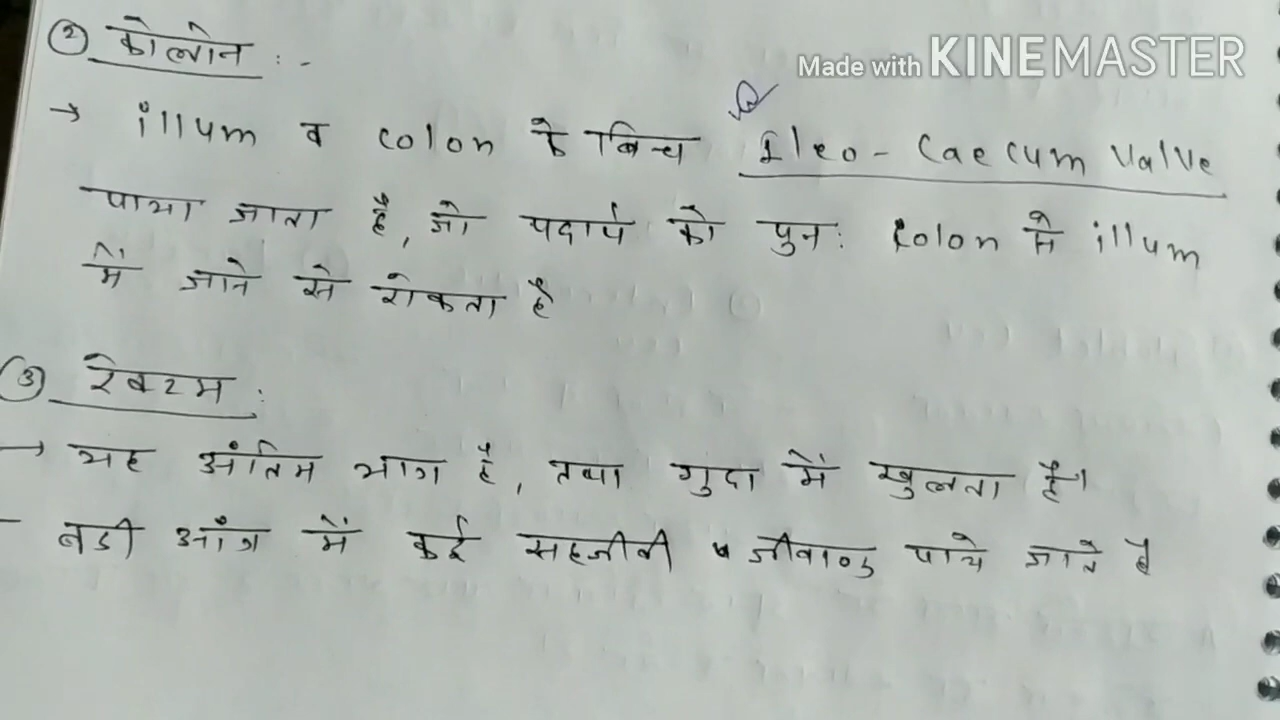 Made with KINEMASTER
② कोलोन :-
→ illum व colon के बिच Ileo - Caecum Valve
पाया जाता है, जो पदार्थ को पुन: colon से illum
में जाने से रोकता है
③ रेक्टम :
→ यह अंतिम भाग है, तथा गुदा में खुलता है।
- बडी आंत्र में कई सहजीवी जीवाणु पाये जाते है